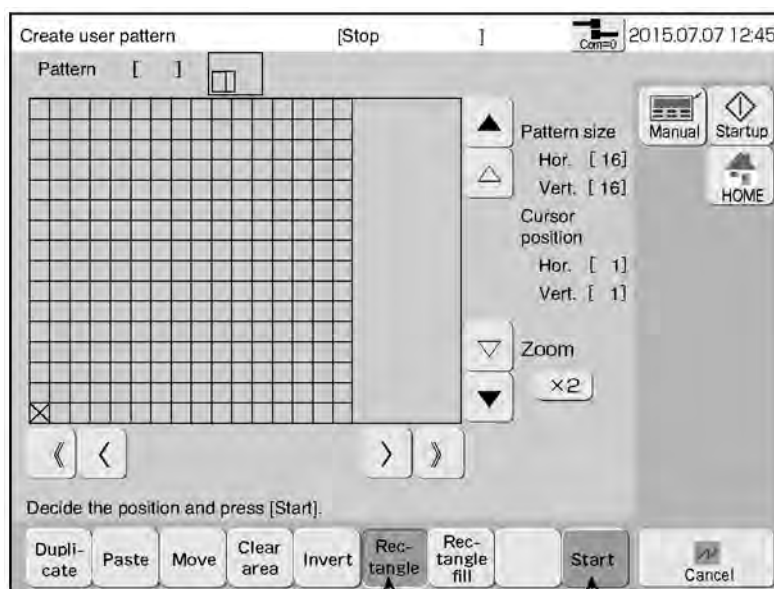 Create user pattern [Stop ] Com=0 2015.07.07 12:45
Pattern [ ]
Manual Startup
Pattern size
Hor. [ 16]
Vert. [ 16]
HOME
Cursor
position
Hor. [ 1]
Vert. [ 1]
Zoom
×2
Decide the position and press [Start].
Dupli-
cate
Paste
Move
Clear
area
Invert
Rec-
tangle
Rec-
tangle
fill
Start
Cancel